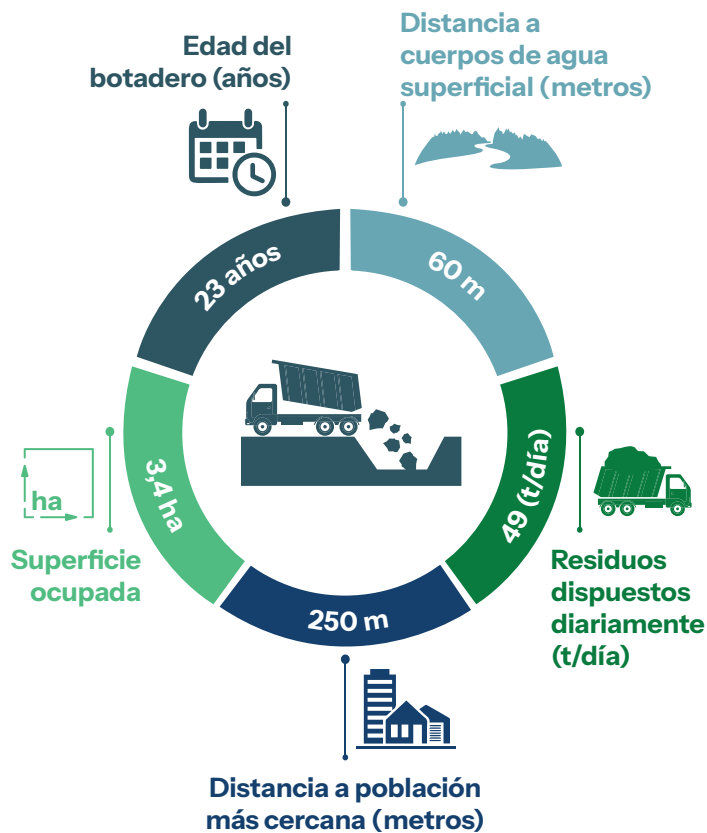 Edad del
botadero (años)
Distancia a
cuerpos de agua
superficial (metros)
23 años
60 m
3,4 ha
49 (t/día)
250 m
ha
Superficie
ocupada
Residuos
dispuestos
diariamente
(t/día)
Distancia a población
más cercana (metros)